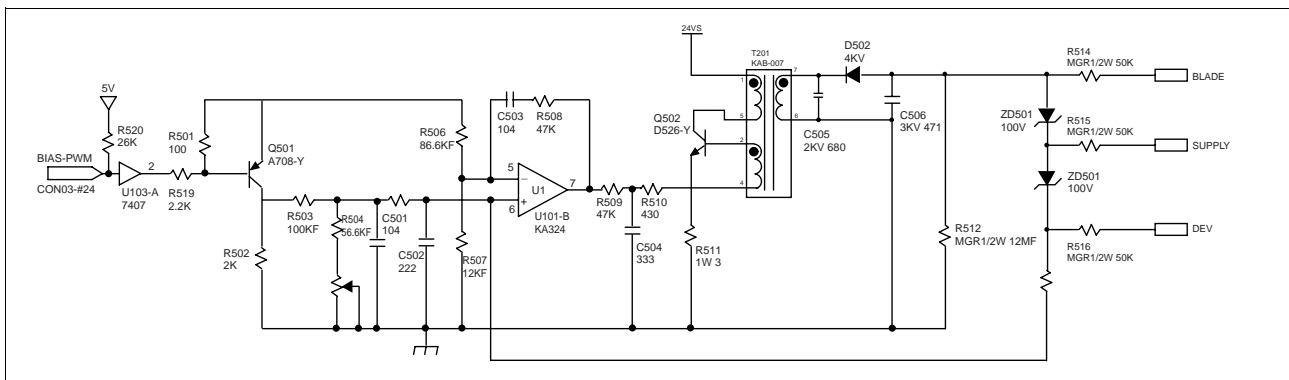 24VS
T201
KAB-007
D502
4KV
R514
MGR1/2W 50K
BLADE
7
1
5V
C503
104
R508
47K
Q502
D526-Y
C506
3KV 471
ZD501
100V
R515
MGR1/2W 50K
SUPPLY
R520
26K
R501
100
R506
86.6KF
5
6
C505
2KV 680
Q501
A708-Y
2
BIAS-PWM
CON03-#24
2
U103-A
7407
R519
2.2K
5
−
U1
7
+
6
U101-B
KA324
4
ZD501
100V
R509
47K
R510
430
R503
100KF
R504
56.6KF
C501
104
R502
2K
C502
222
R507
12KF
C504
333
R511
1W 3
R512
MGR1/2W 12MF
DEV
R516
MGR1/2W 50K